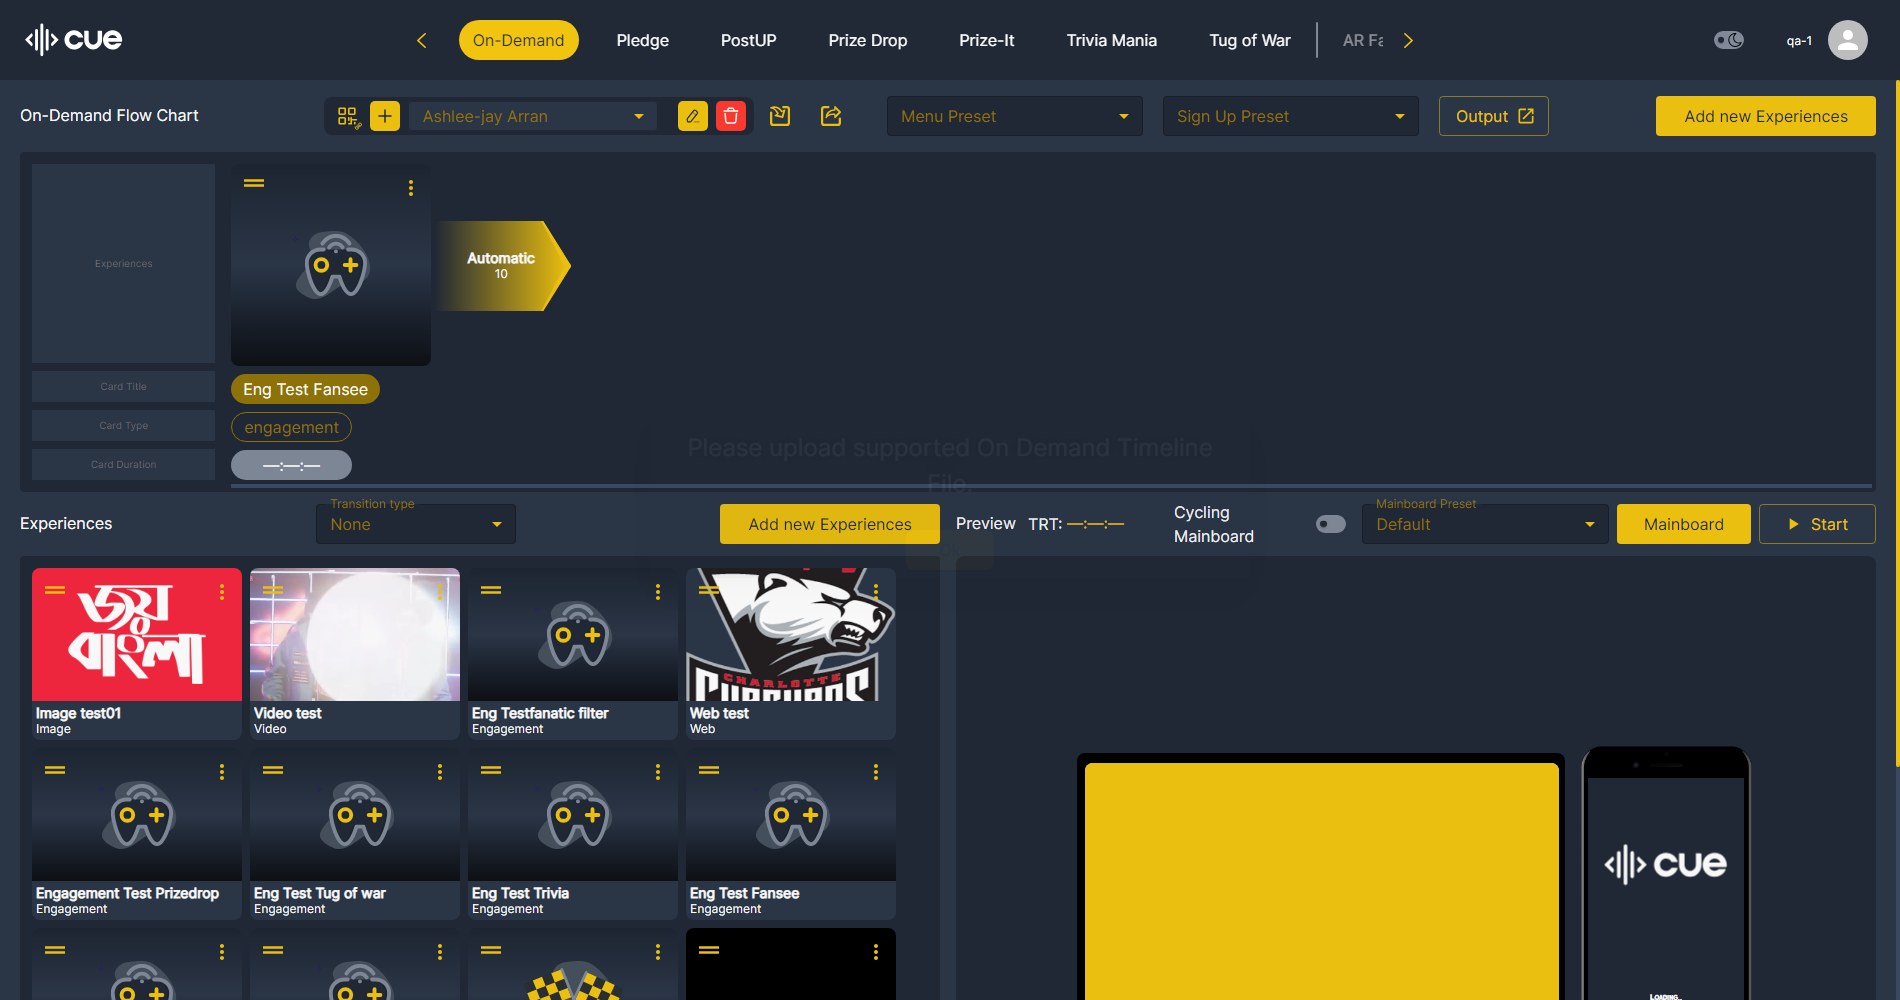 cue
On-Demand
Pledge
PostUP
Prize Drop
Prize-It
Trivia Mania
Tug of War
AR Fa
qa-1
On-Demand Flow Chart
Ashlee-jay Arran
Menu Preset
Sign Up Preset
Output
Add new Experiences
Experiences
Automatic
10
Card Title
Eng Test Fansee
Card Type
engagement
Card Duration
—:—:—
Please upload supported On Demand Timeline
File.
Experiences
Transition type
None
Add new Experiences
Preview
TRT: —:—:—
Cycling
Mainboard
Mainboard Preset
Default
Mainboard
Start
জয়
বাংলা
CHARLOTTE
Image test01
Image
Video test
Video
Eng Testfanatic filter
Engagement
Web test
Web
Engagement Test Prizedrop
Engagement
Eng Test Tug of war
Engagement
Eng Test Trivia
Engagement
Eng Test Fansee
Engagement
cue
LOADING...